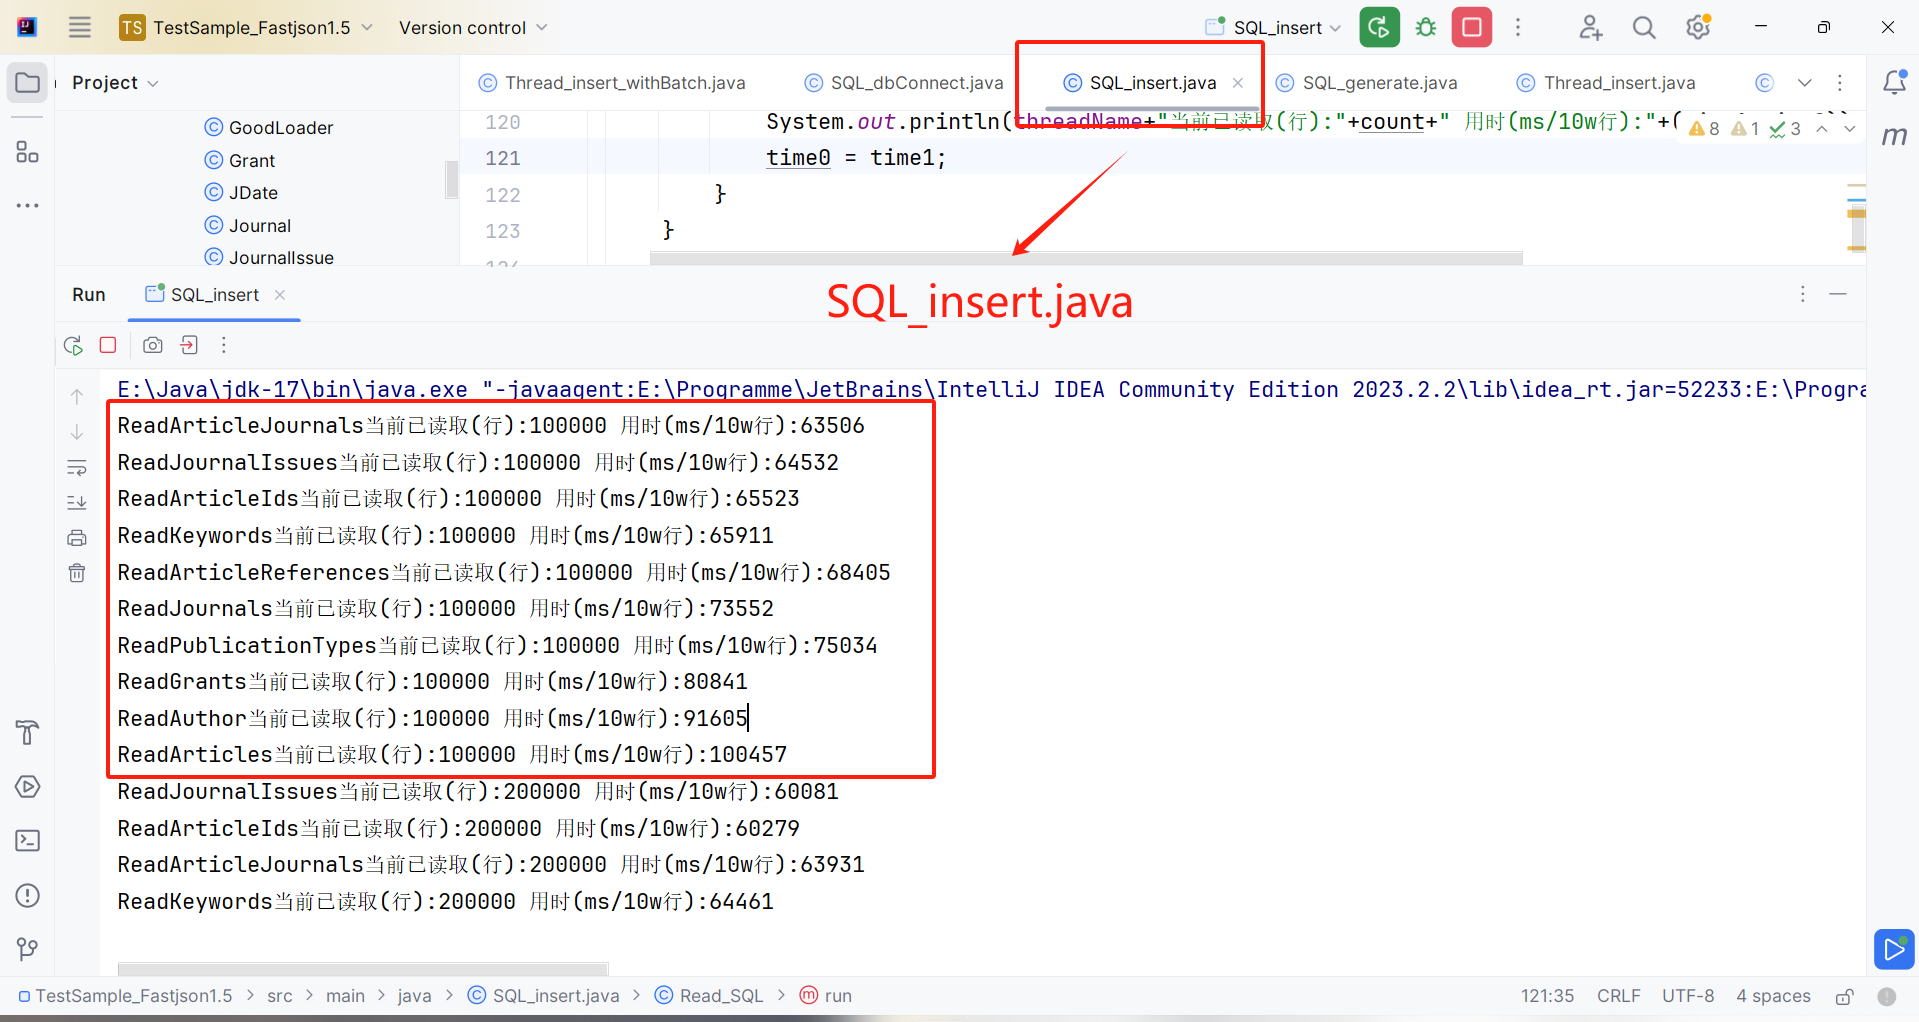 TS TestSample_Fastjson1.5 Version control SQL_insert
Project
Thread_insert_withBatch.java SQL_dbConnect.java SQL_insert.java SQL_generate.java Thread_insert.java
GoodLoader
Grant
JDate
Journal
JournalIssue
120 System.out.println(threadName+"当前已读取(行):"+count+" 用时(ms/10w行):"+(
8 1 3
121 time0 = time1;
122 }
123 }
m
Run SQL_insert
SQL_insert.java
E:\Java\jdk-17\bin\java.exe "-javaagent:E:\Programme\JetBrains\IntelliJ IDEA Community Edition 2023.2.2\lib\idea_rt.jar=52233:E:\Progra
ReadArticleJournals当前已读取(行):100000 用时(ms/10w行):63506
ReadJournalIssues当前已读取(行):100000 用时(ms/10w行):64532
ReadArticleIds当前已读取(行):100000 用时(ms/10w行):65523
ReadKeywords当前已读取(行):100000 用时(ms/10w行):65911
ReadArticleReferences当前已读取(行):100000 用时(ms/10w行):68405
ReadJournals当前已读取(行):100000 用时(ms/10w行):73552
ReadPublicationTypes当前已读取(行):100000 用时(ms/10w行):75034
ReadGrants当前已读取(行):100000 用时(ms/10w行):80841
ReadAuthor当前已读取(行):100000 用时(ms/10w行):91605
ReadArticles当前已读取(行):100000 用时(ms/10w行):100457
ReadJournalIssues当前已读取(行):200000 用时(ms/10w行):60081
ReadArticleIds当前已读取(行):200000 用时(ms/10w行):60279
ReadArticleJournals当前已读取(行):200000 用时(ms/10w行):63931
ReadKeywords当前已读取(行):200000 用时(ms/10w行):64461
TestSample_Fastjson1.5 > src > main > java > SQL_insert.java > Read_SQL > run 121:35 CRLF UTF-8 4 spaces